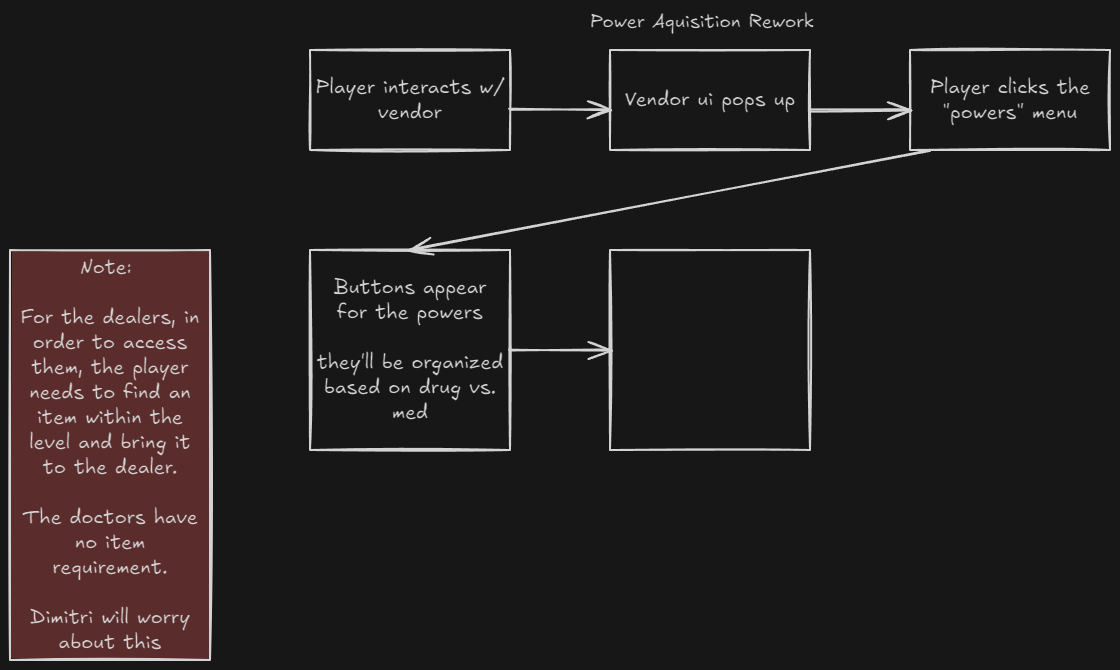 Power Aquisition Rework
Player interacts w/
vendor
Vendor ui pops up
Player clicks the
"powers" menu
Note:
For the dealers, in
order to access
them, the player
needs to find an
item within the
level and bring it
to the dealer.
The doctors have
no item
requirement.
Dimitri will worry
about this
Buttons appear
for the powers
they'll be organized
based on drug vs.
med